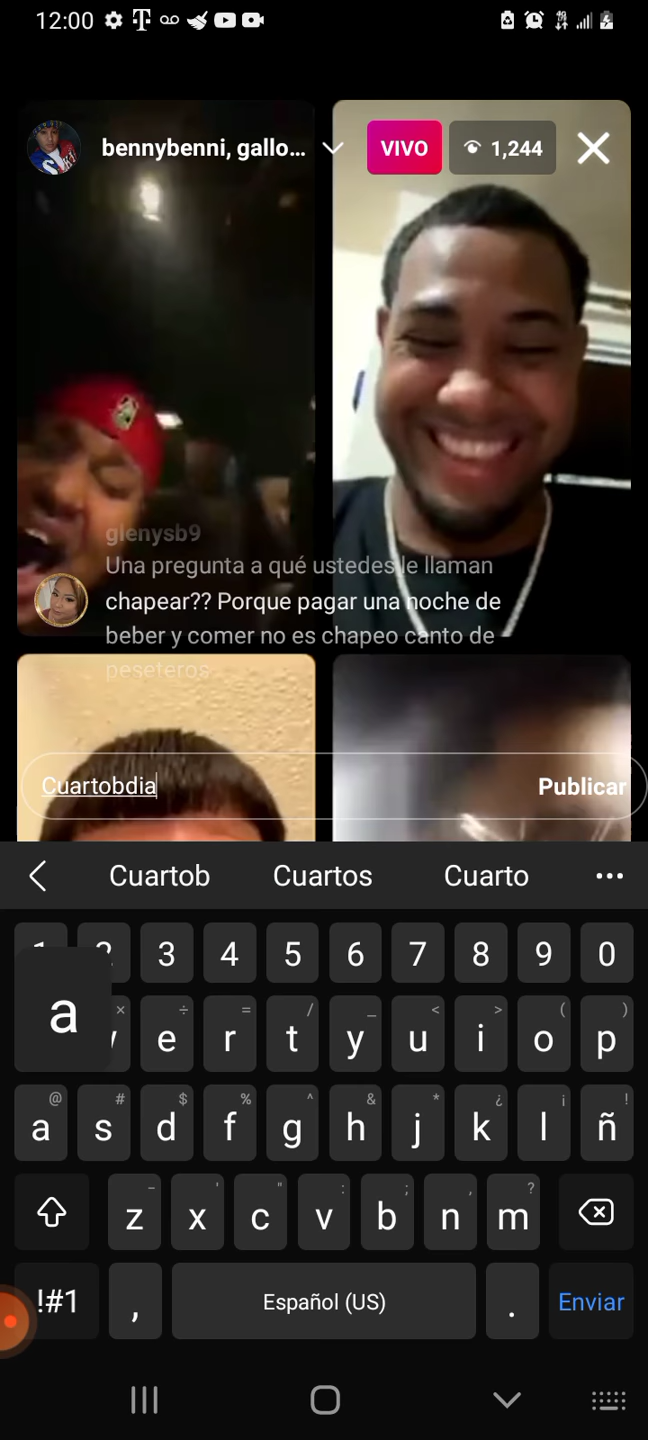 12:00
bennybenni, gallo...
VIVO
1,244
glenysb9
Una pregunta a qué ustedes le llaman
chapear?? Porque pagar una noche de
beber y comer no es chapeo canto de
peseteros
Cuartobdia
Publicar
Cuartob Cuartos Cuarto
1 2 3 4 5 6 7 8 9 0
a
× ÷ = / _ < > ( )
e r t y u i o p
@ # $ % ^ & * ¿ ¡ !
a s d f g h j k l ñ
- ' " : ; , ?
z x c v b n m
!#1 , Español (US) . Enviar